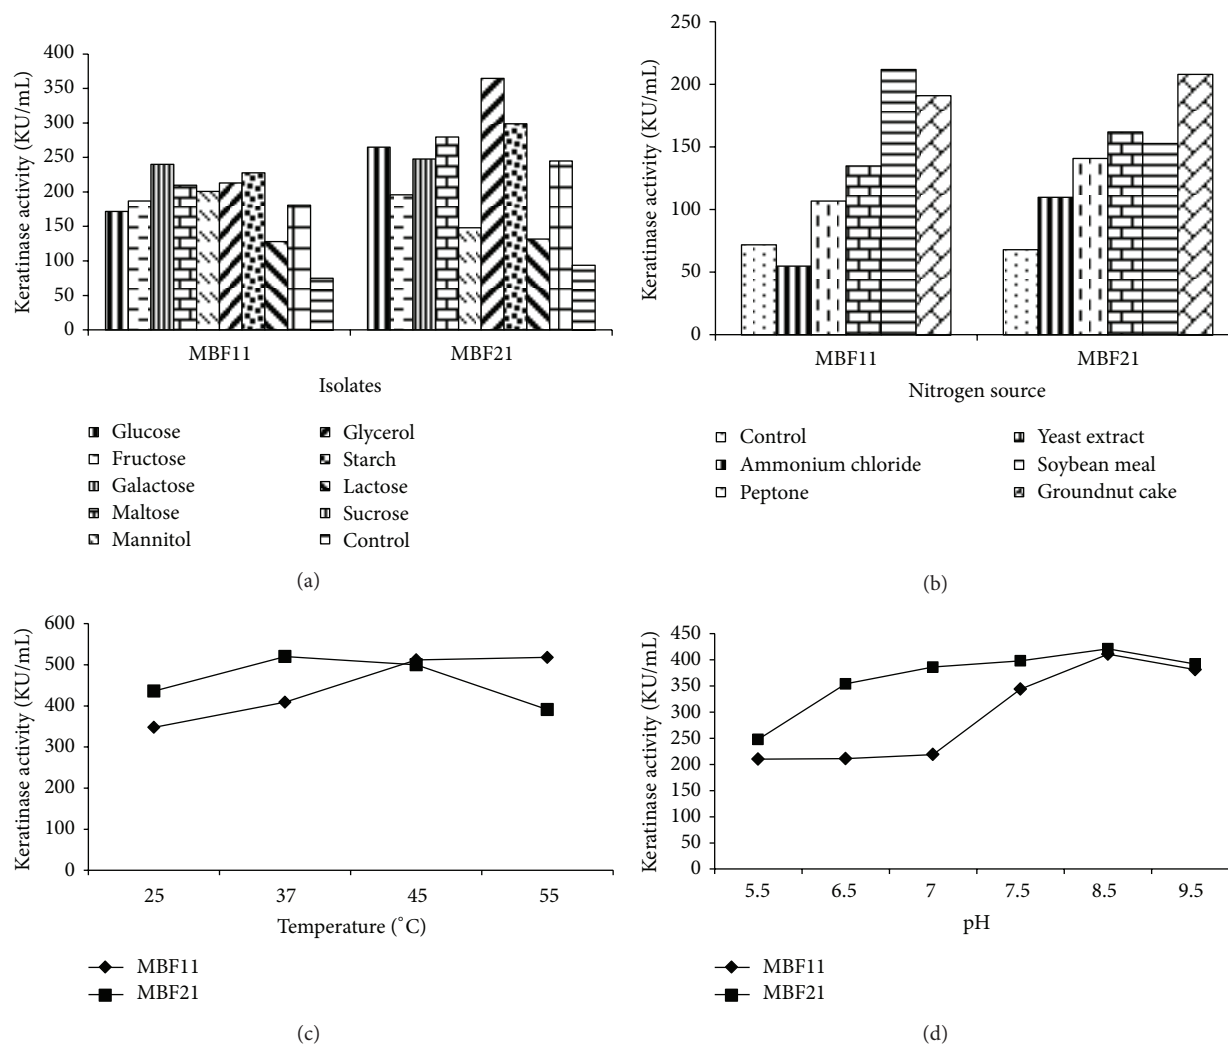 Keratinase activity (KU/mL)
400
350
300
250
200
150
100
50
0
MBF11
MBF21
Isolates
Glucose
Fructose
Galactose
Maltose
Mannitol
Glycerol
Starch
Lactose
Sucrose
Control
(a)
Keratinase activity (KU/mL)
250
200
150
100
50
0
MBF11
MBF21
Nitrogen source
Control
Ammonium chloride
Peptone
Yeast extract
Soybean meal
Groundnut cake
(b)
Keratinase activity (KU/mL)
600
500
400
300
200
100
0
25
37
45
55
Temperature (°C)
MBF11
MBF21
(c)
Keratinase activity (KU/mL)
450
400
350
300
250
200
150
100
50
0
5.5
6.5
7
7.5
8.5
9.5
pH
MBF11
MBF21
(d)